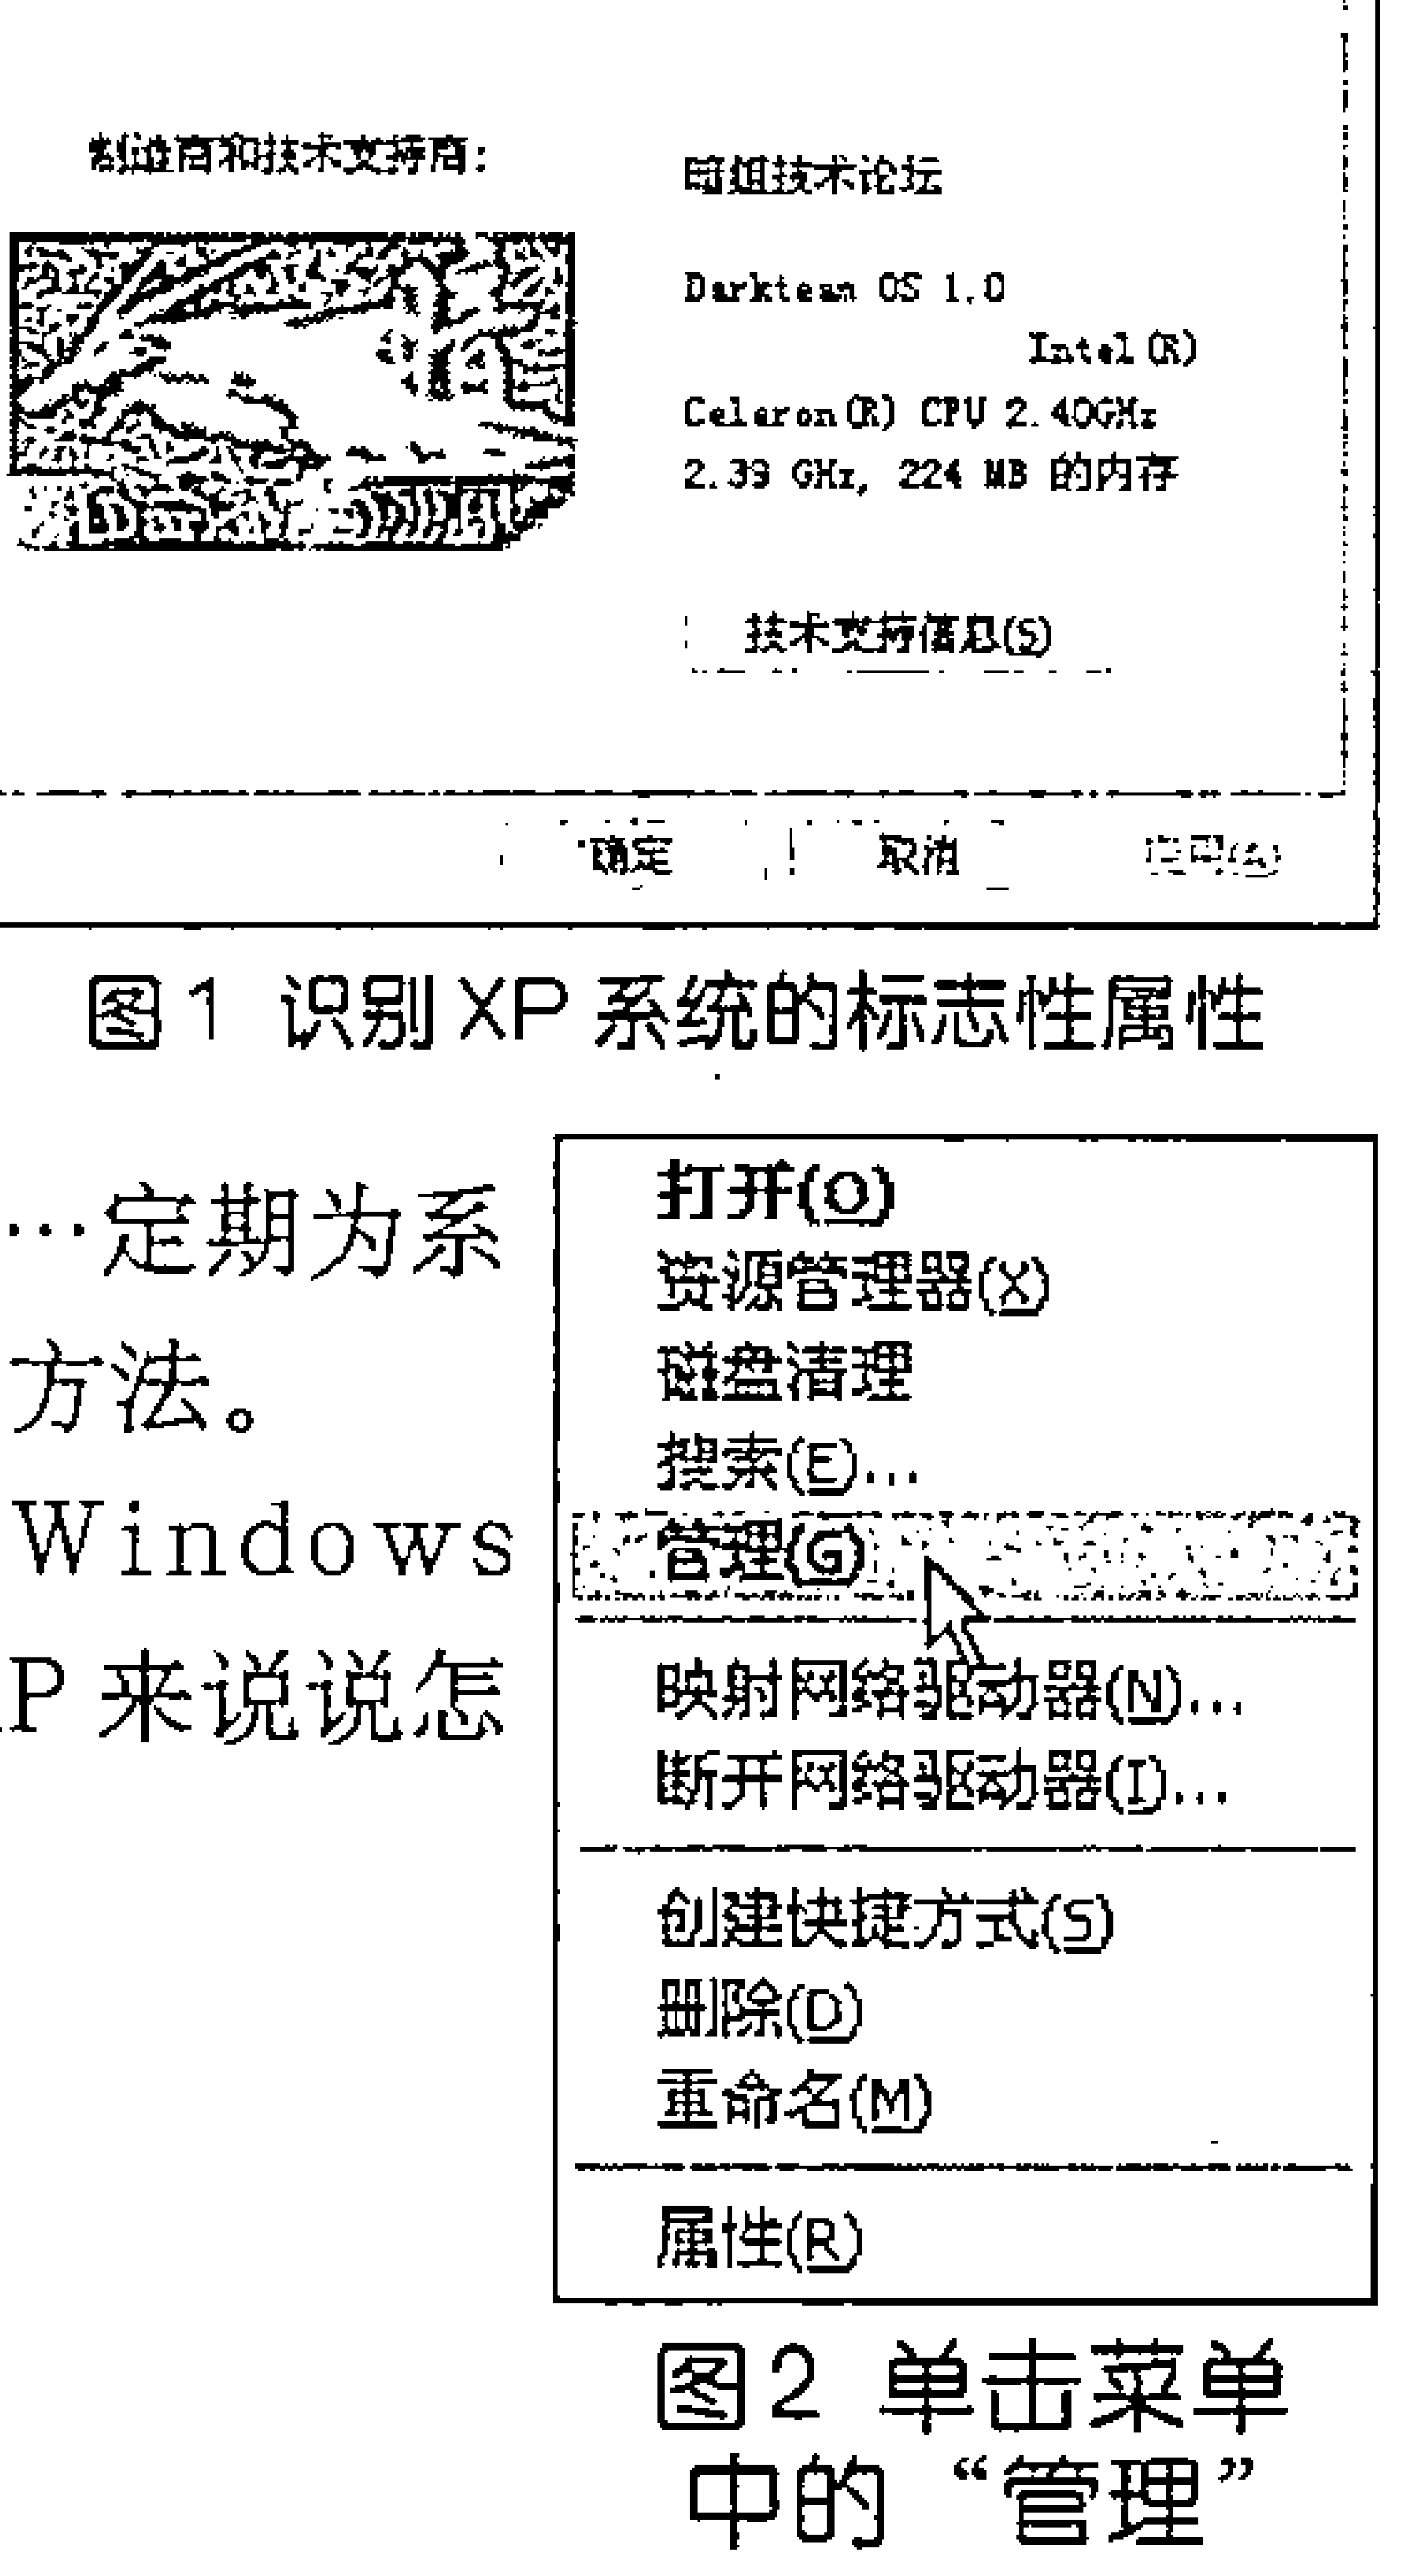 制造商和技术支持商:
暗组技术论坛
Darkteam OS 1.0
Intel(R)
Celeron(R) CPU 2.40GHz
2.39 GHz, 224 MB 的内存
技术支持信息(S)
确定 取消 应用(A)
图1 识别XP系统的标志性属性
…定期为系
方法。
Windows
P来说说怎
打开(O)
资源管理器(X)
磁盘清理
搜索(E)...
管理(G)
映射网络驱动器(N)...
断开网络驱动器(I)...
创建快捷方式(S)
删除(D)
重命名(M)
属性(R)
图2 单击菜单
中的“管理”